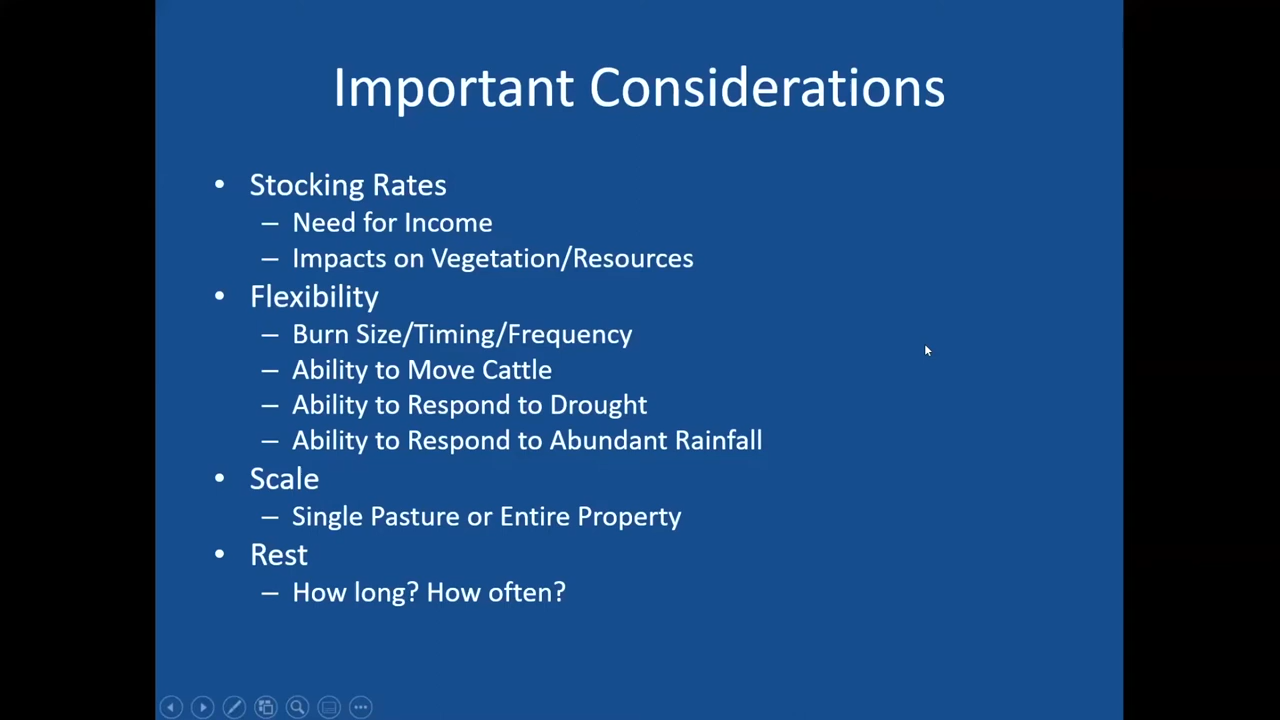 Important Considerations
• Stocking Rates
– Need for Income
– Impacts on Vegetation/Resources
• Flexibility
– Burn Size/Timing/Frequency
– Ability to Move Cattle
– Ability to Respond to Drought
– Ability to Respond to Abundant Rainfall
• Scale
– Single Pasture or Entire Property
• Rest
– How long? How often?